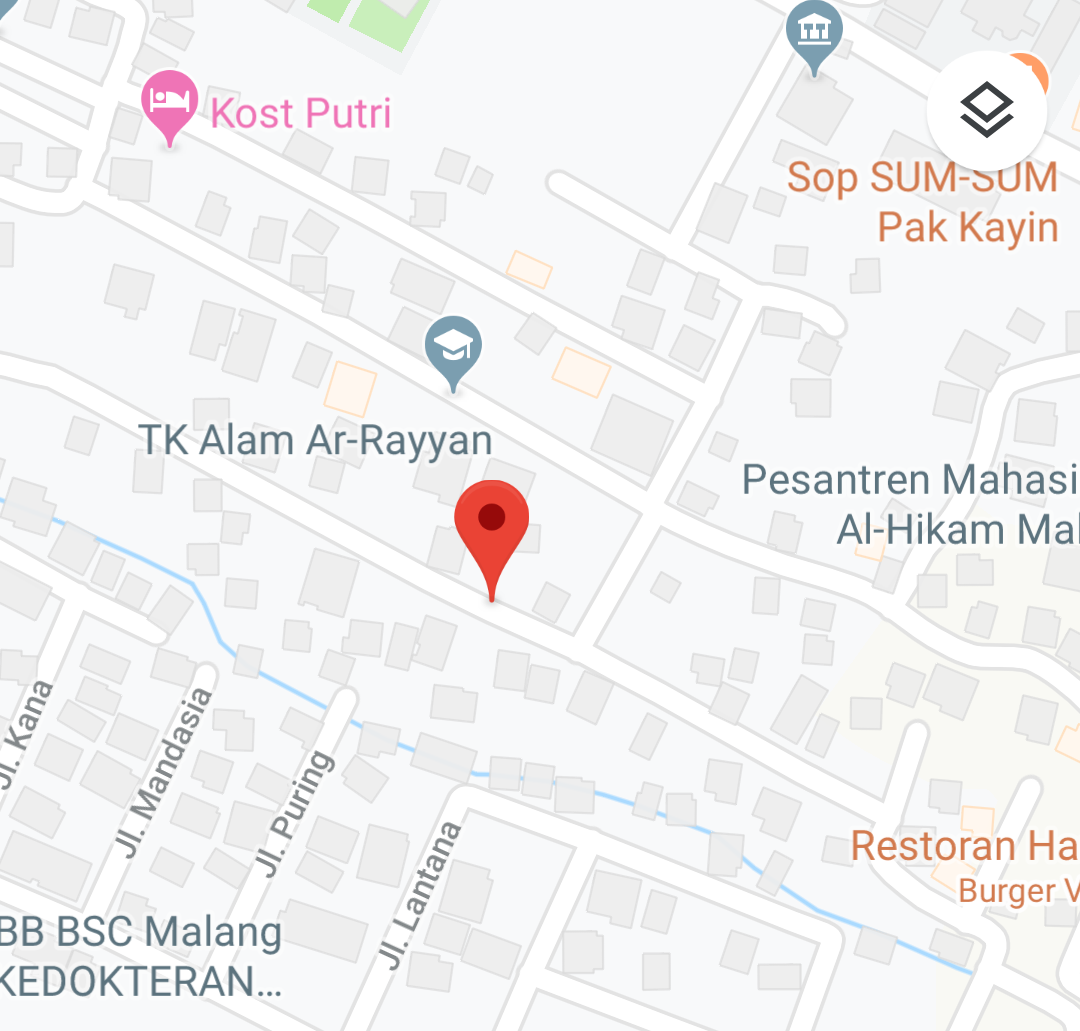 Kost Putri
Sop SUM-SUM
Pak Kayin
TK Alam Ar-Rayyan
Pesantren Mahasi
Al-Hikam Mal
Jl. Kana
Jl. Mandasia
Jl. Puring
Jl. Lantana
Restoran Ha
Burger V
BB BSC Malang
KEDOKTERAN...